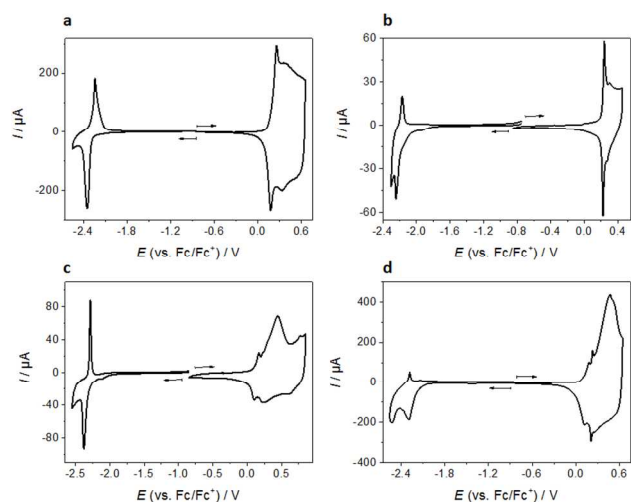 a
b
200
0
-200
I / µA
-2.4 -1.8 -1.2 -0.6 0.0 0.6
E (vs. Fc/Fc⁺) / V
60
30
0
-30
-60
I / µA
-2.4 -2.0 -1.6 -1.2 -0.8 -0.4 0.0 0.4
E (vs. Fc/Fc⁺) / V
c
d
80
40
0
-40
-80
I / µA
-2.5 -2.0 -1.5 -1.0 -0.5 0.0 0.5
E (vs. Fc/Fc⁺) / V
400
200
0
-200
-400
I / µA
-2.4 -1.8 -1.2 -0.6 0.0 0.6
E (vs. Fc/Fc⁺) / V